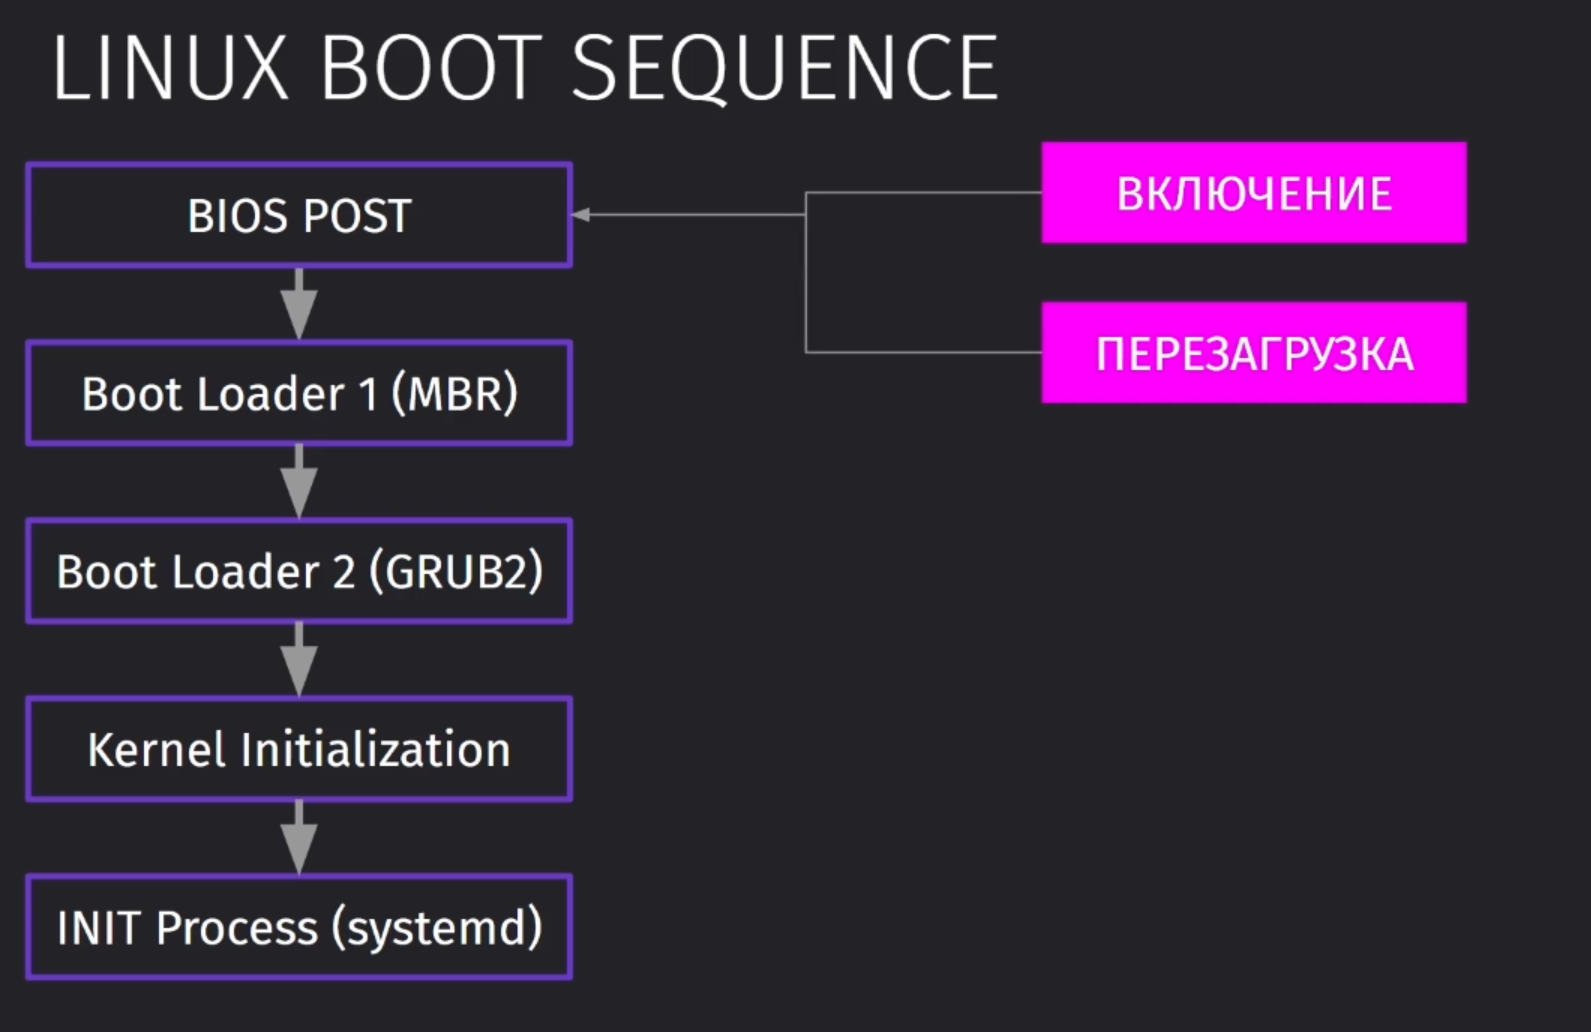 LINUX BOOT SEQUENCE
BIOS POST
ВКЛЮЧЕНИЕ
ПЕРЕЗАГРУЗКА
Boot Loader 1 (MBR)
Boot Loader 2 (GRUB2)
Kernel Initialization
INIT Process (systemd)